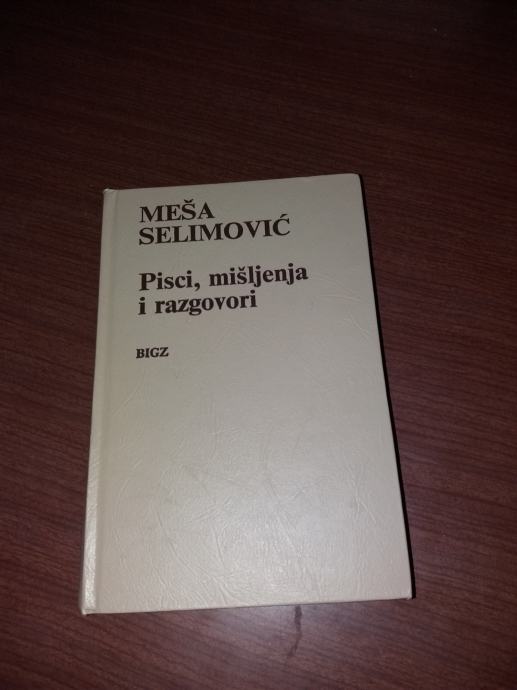 MEŠA
SELIMOVIĆ
Pisci, mišljenja
i razgovori
BIGZ